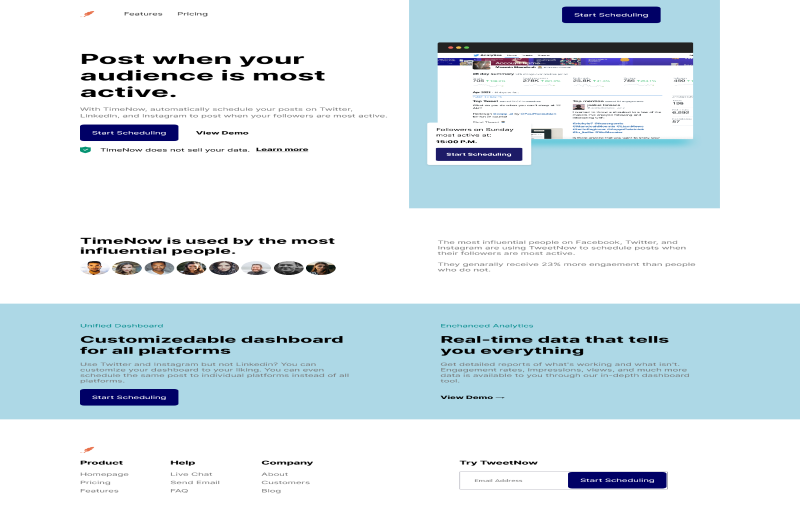 Features Pricing
Start Scheduling
Post when your
audience is most
active.
With TimeNow, automatically schedule your posts on Twitter,
LinkedIn, and Instagram to post when your followers are most active.
Start Scheduling View Demo
TimeNow does not sell your data. Learn more
Followers on Sunday
most active at:
15:00 P.M.
Start Scheduling
TimeNow is used by the most
influential people.
The most influential people on Facebook, Twitter, and
Instagram are using TweetNow to schedule posts when
their followers are most active.
They genarally receive 23% more engaement than people
who do not.
Unified Dashboard
Customizedable dashboard
for all platforms
Use Twitter and instagram but not Linkedin? You can
customize your dashboard to your liking. You can even
schedule the same post to individual platforms instead of all
platforms.
Start Scheduling
Enchanced Analytics
Real-time data that tells
you everything
Get detailed reports of what's working and what isn't.
Engagement rates, impressions, views, and much more
data is available to you through our in-depth dashboard
tool.
View Demo →
Product
Homepage
Pricing
Features
Help
Live Chat
Send Email
FAQ
Company
About
Customers
Blog
Try TweetNow
Email Address
Start Scheduling